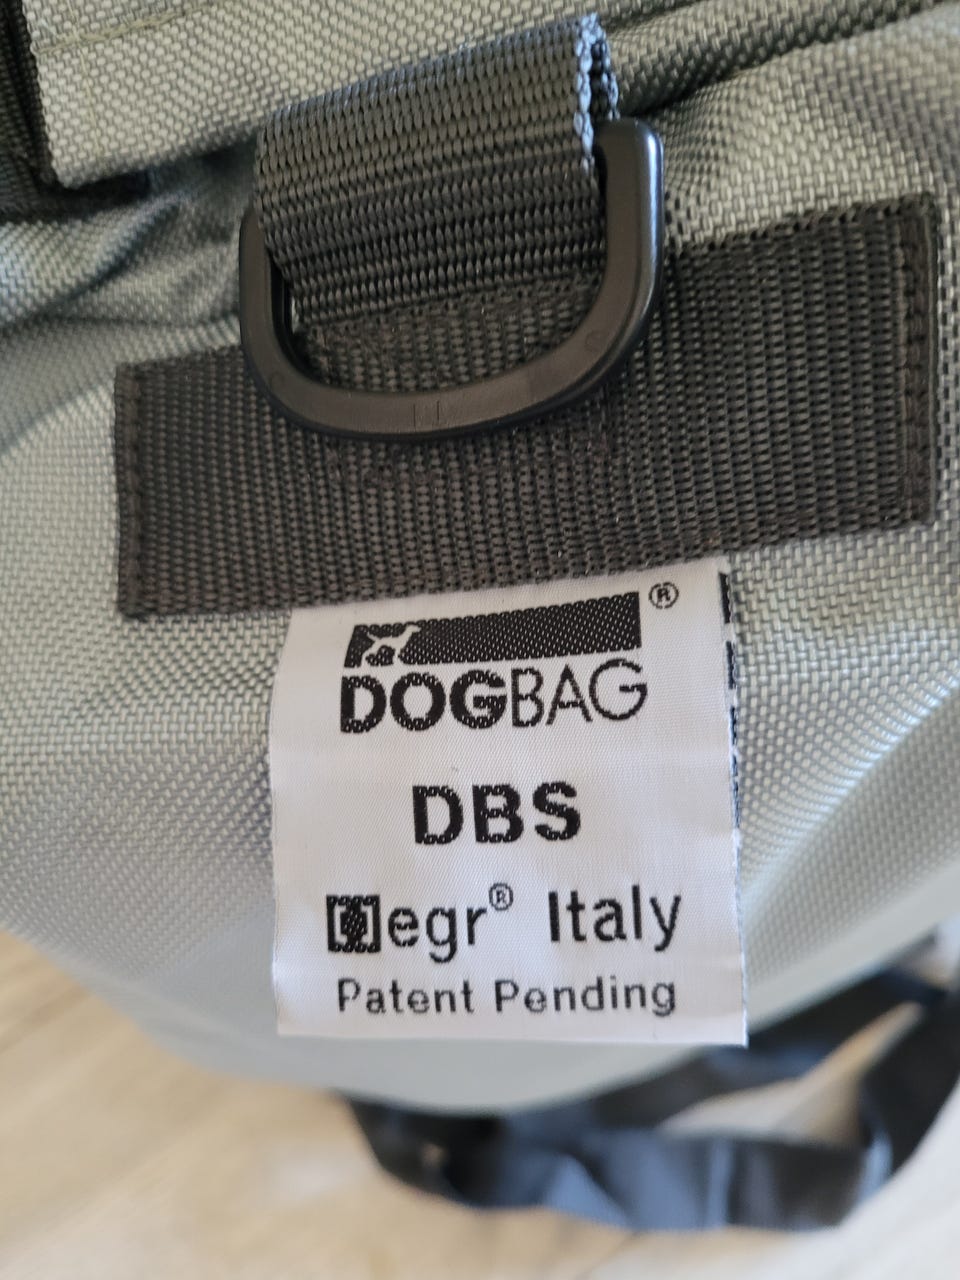 ®
DOGBAG
DBS
egr® Italy
Patent Pending